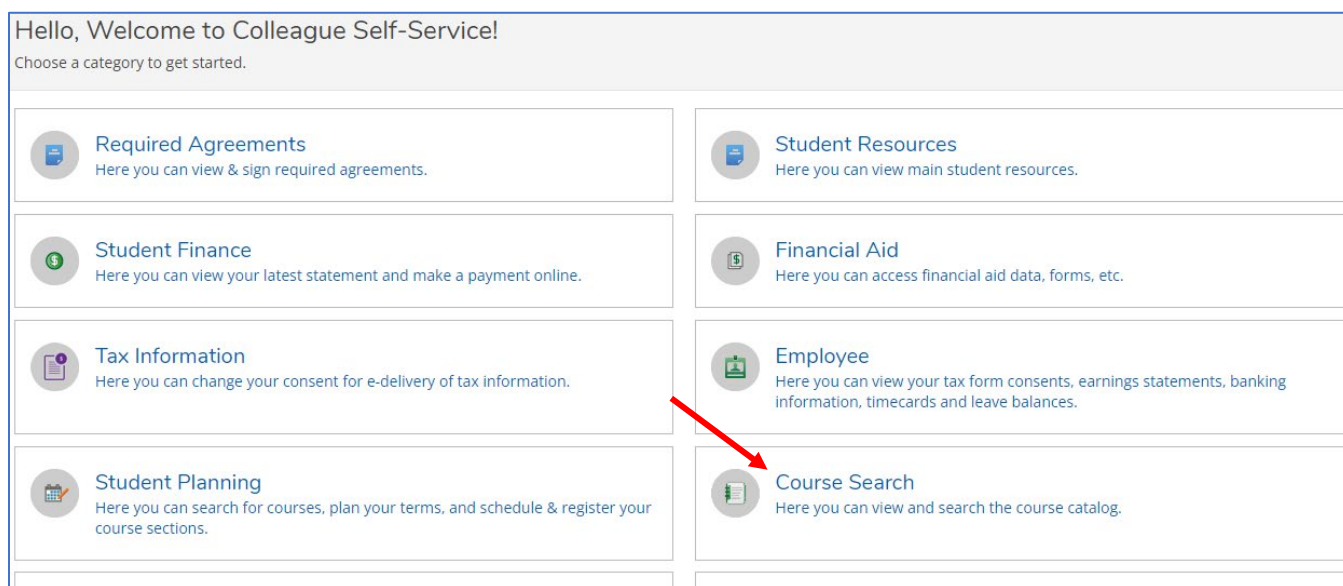 Hello, Welcome to Colleague Self-Service!
Choose a category to get started.
Required Agreements
Here you can view & sign required agreements.
Student Resources
Here you can view main student resources.
Student Finance
Here you can view your latest statement and make a payment online.
Financial Aid
Here you can access financial aid data, forms, etc.
Tax Information
Here you can change your consent for e-delivery of tax information.
Employee
Here you can view your tax form consents, earnings statements, banking
information, timecards and leave balances.
Student Planning
Here you can search for courses, plan your terms, and schedule & register your
course sections.
Course Search
Here you can view and search the course catalog.